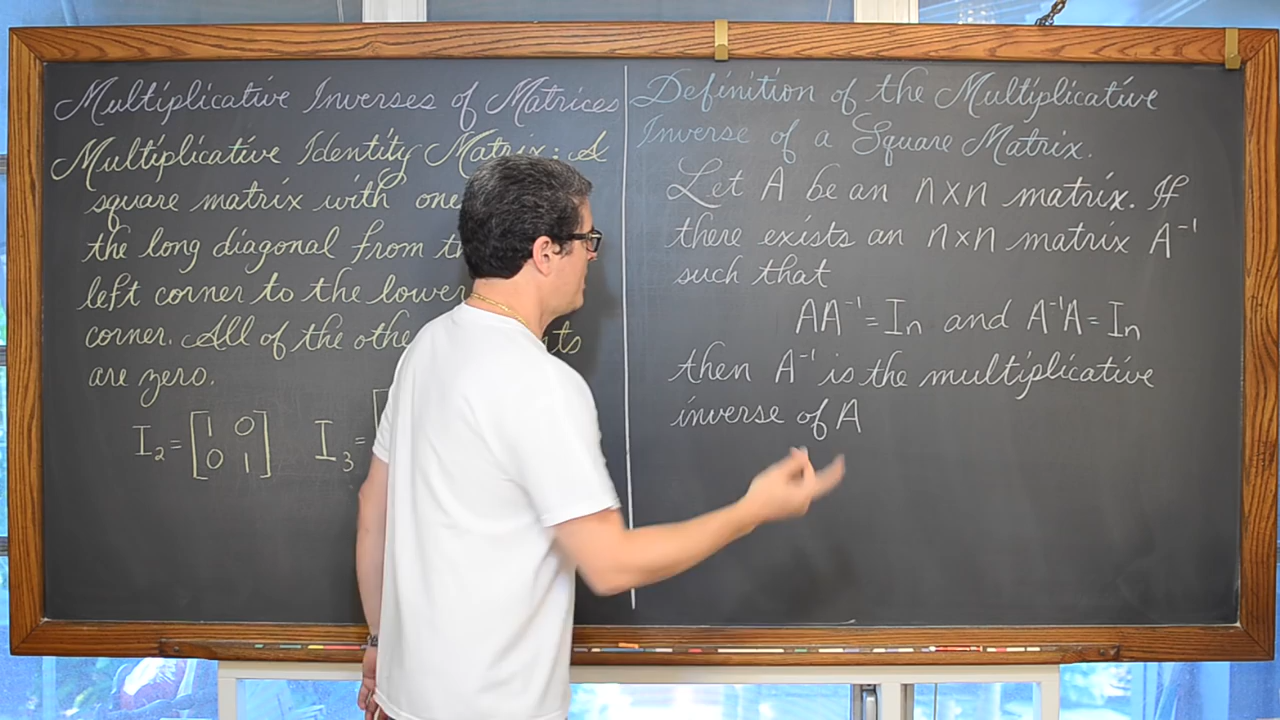 Multiplicative Inverses of Matrices
Multiplicative Identity Matrix: A
square matrix with one
the long diagonal from
left corner to the lower
corner. All of the
are zero.
I₂ = [1 0
0 1] I₃ =
Definition of the Multiplicative
Inverse of a Square Matrix.
Let A be an n×n matrix. If
there exists an n×n matrix A⁻¹
such that
AA⁻¹ = Iₙ and A⁻¹A = Iₙ
then A⁻¹ is the multiplicative
inverse of A